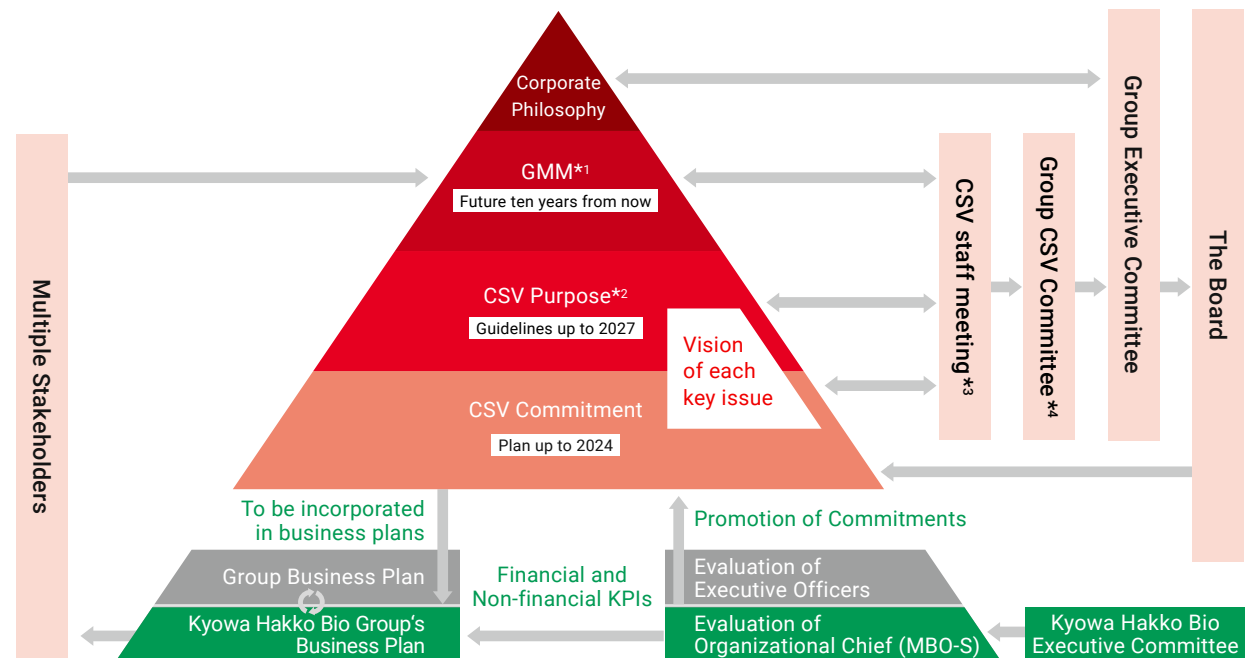 Corporate
Philosophy
GMM*1
Future ten years from now
CSV Purpose*2
Guidelines up to 2027
Vision
of each
key issue
CSV Commitment
Plan up to 2024
Multiple Stakeholders
CSV staff meeting*3
Group CSV Committee*4
Group Executive Committee
The Board
To be incorporated
in business plans
Promotion of Commitments
Group Business Plan
Kyowa Hakko Bio Group's
Business Plan
Financial and
Non-financial KPIs
Evaluation of
Executive Officers
Evaluation of
Organizational Chief (MBO-S)
Kyowa Hakko Bio
Executive Committee